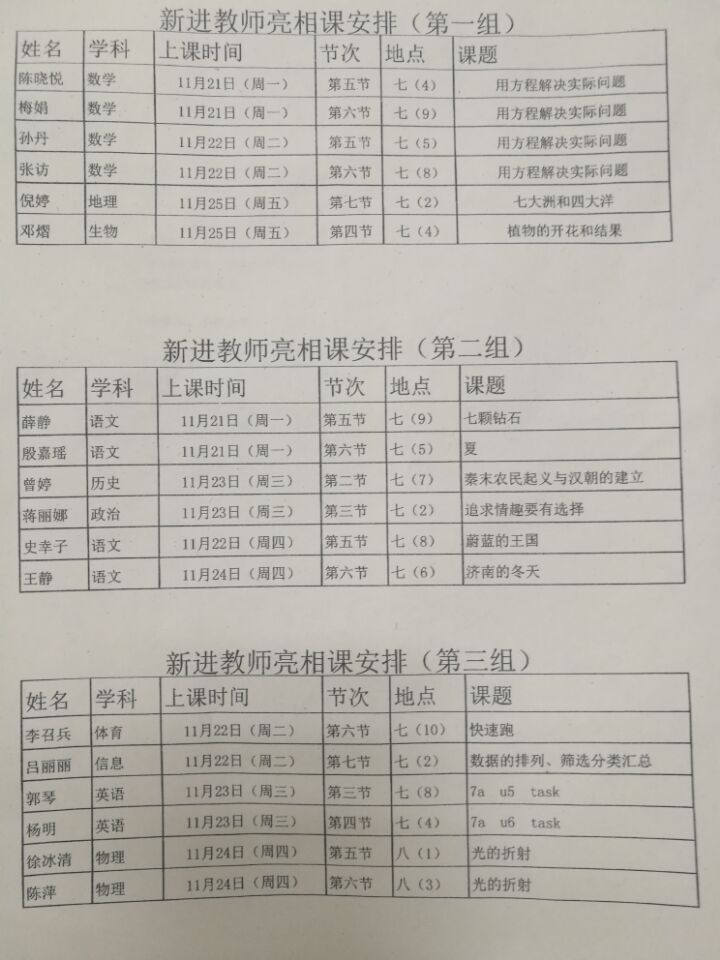 新进教师亮相课安排（第一组）
姓名 学科 上课时间 节次 地点 课题
陈晓悦 数学 11月21日（周一） 第五节 七（4） 用方程解决实际问题
梅娟 数学 11月21日（周一） 第六节 七（9） 用方程解决实际问题
孙丹 数学 11月22日（周二） 第五节 七（5） 用方程解决实际问题
张访 数学 11月22日（周二） 第六节 七（8） 用方程解决实际问题
倪婷 地理 11月25日（周五） 第七节 七（2） 七大洲和四大洋
邓熠 生物 11月25日（周五） 第四节 七（4） 植物的开花和结果
新进教师亮相课安排（第二组）
姓名 学科 上课时间 节次 地点 课题
薛静 语文 11月21日（周一） 第五节 七（9） 七颗钻石
殷嘉瑶 语文 11月21日（周一） 第六节 七（5） 夏
曾婷 历史 11月23日（周三） 第二节 七（7） 秦末农民起义与汉朝的建立
蒋丽娜 政治 11月23日（周三） 第三节 七（2） 追求情趣要有选择
史幸子 语文 11月22日（周四） 第五节 七（8） 蔚蓝的王国
王静 语文 11月24日（周四） 第六节 七（6） 济南的冬天
新进教师亮相课安排（第三组）
姓名 学科 上课时间 节次 地点 课题
李召兵 体育 11月22日（周二） 第六节 七（10） 快速跑
吕丽丽 信息 11月22日（周二） 第七节 七（2） 数据的排列、筛选分类汇总
郭琴 英语 11月23日（周三） 第三节 七（8） 7a u5 task
杨明 英语 11月23日（周三） 第四节 七（4） 7a u6 task
徐冰清 物理 11月24日（周四） 第五节 八（1） 光的折射
陈萍 物理 11月24日（周四） 第六节 八（3） 光的折射